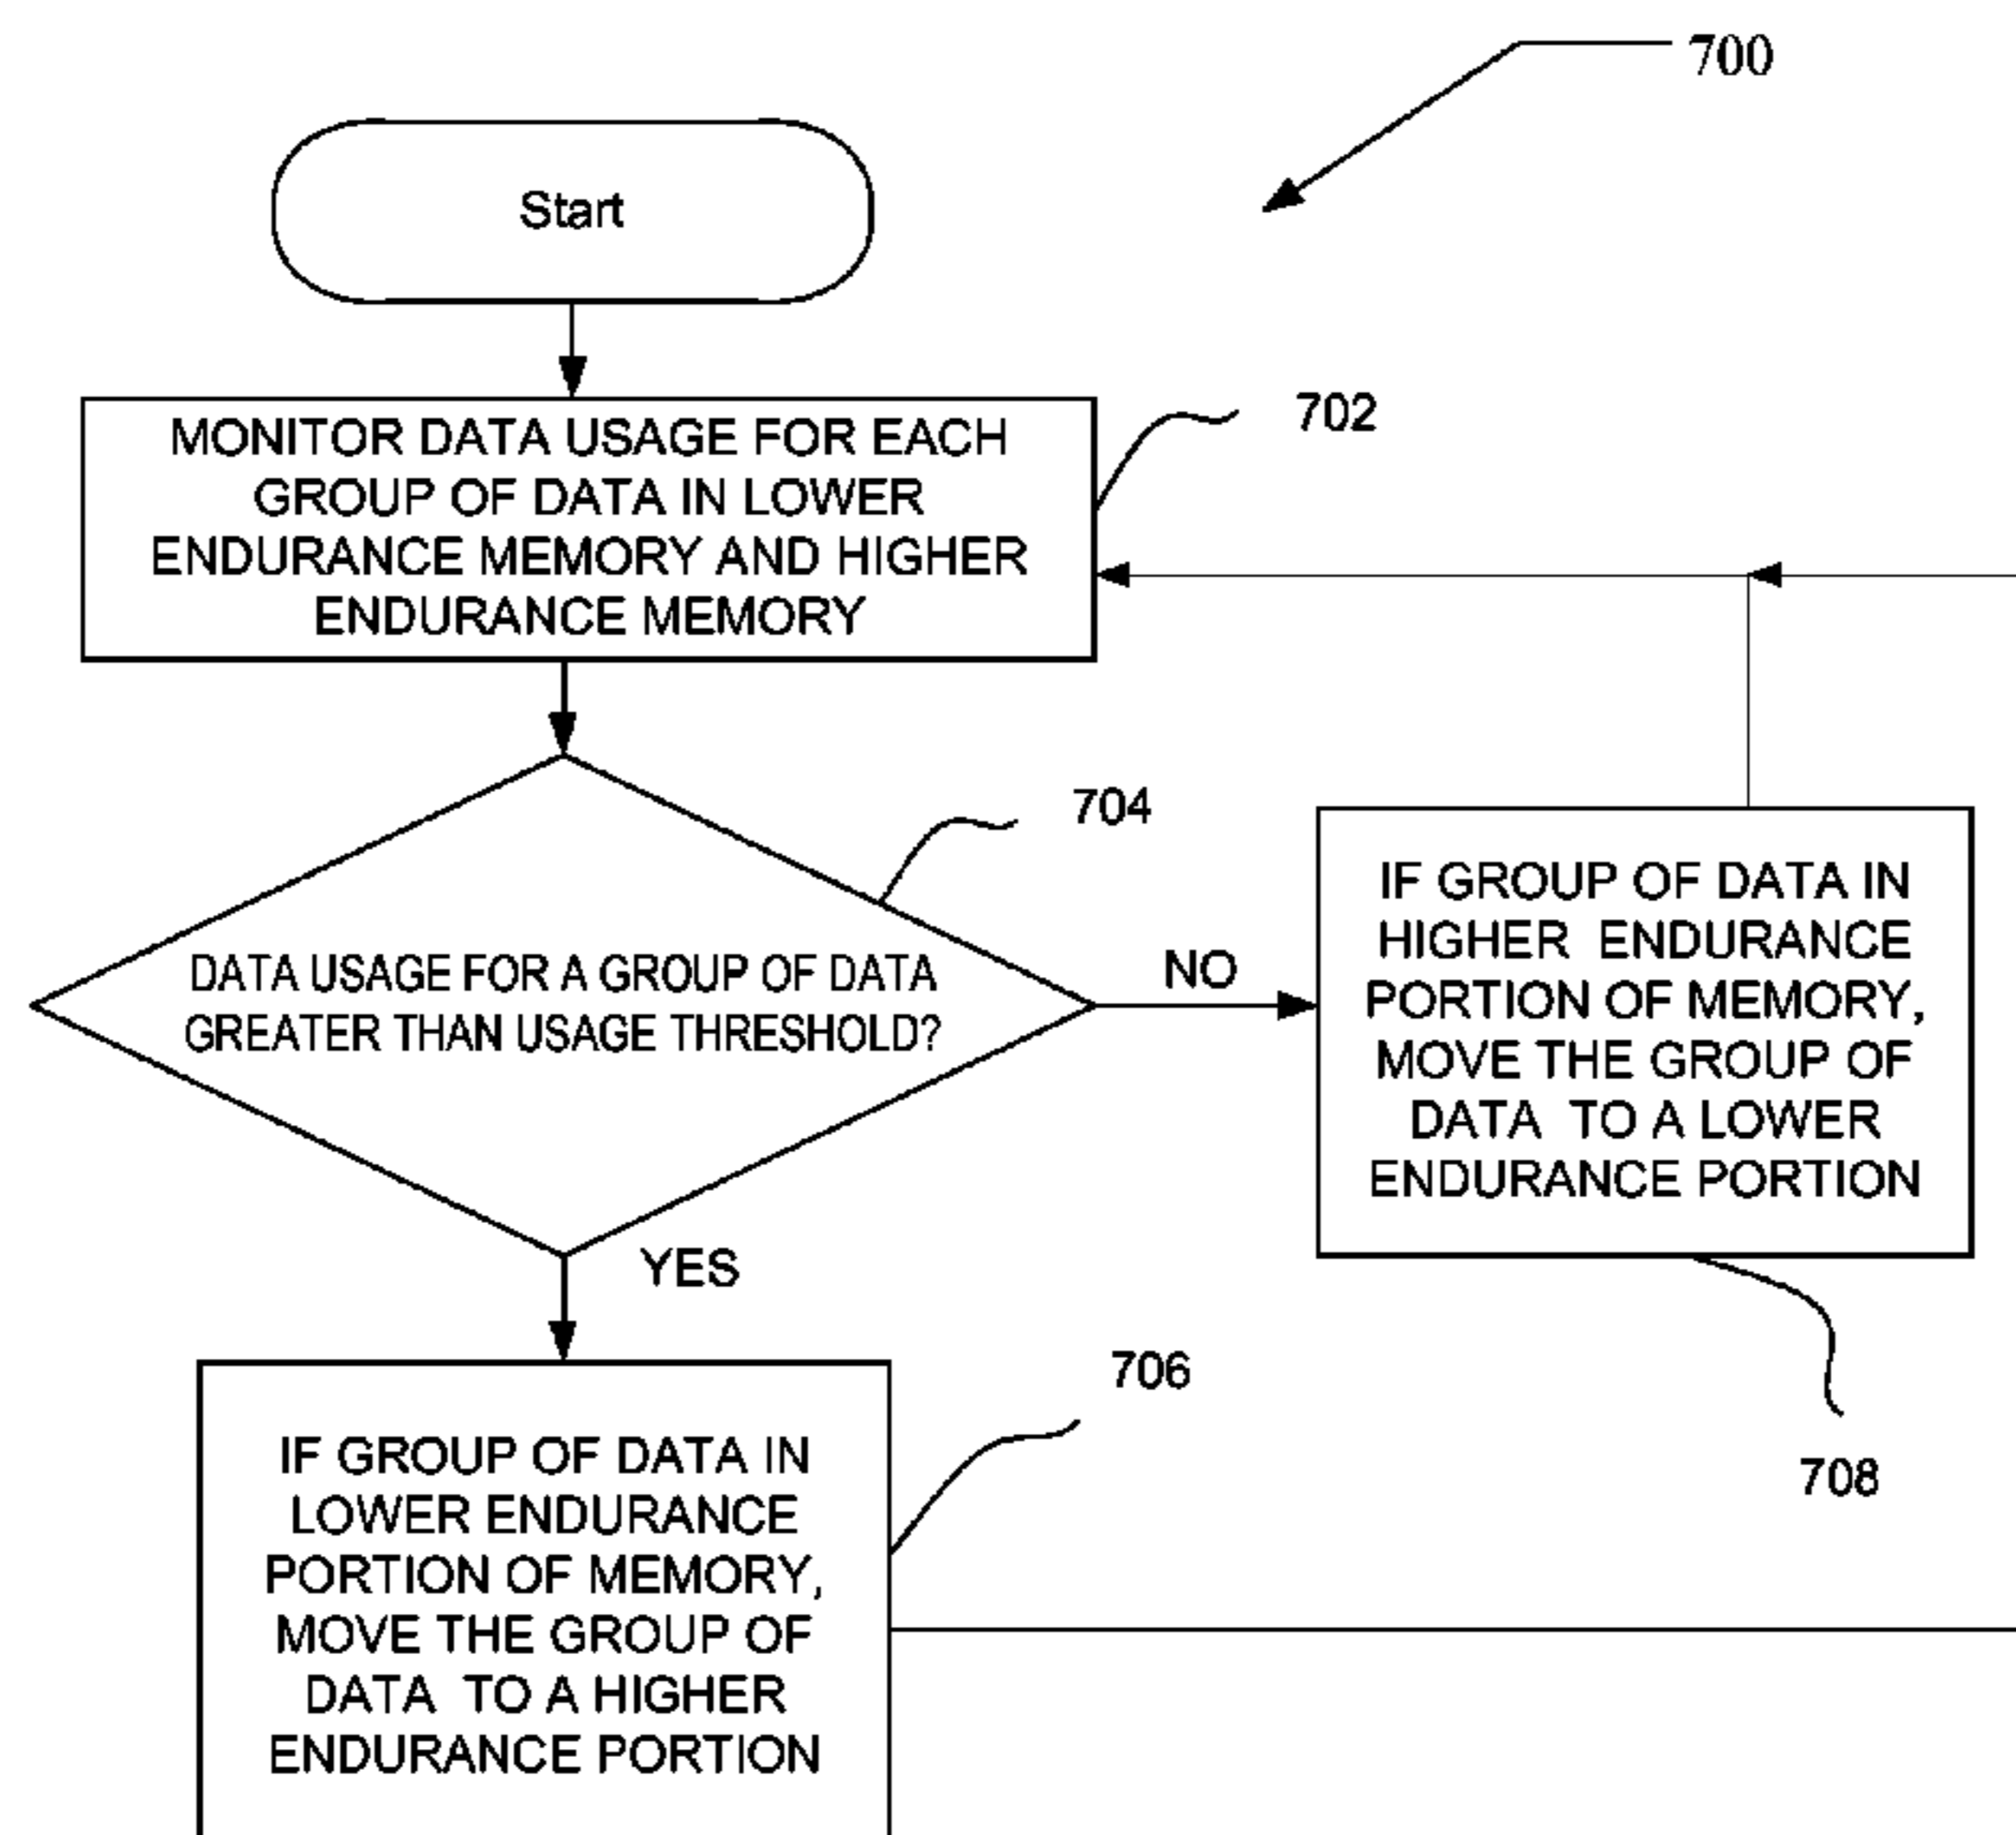 700
Start
MONITOR DATA USAGE FOR EACH
GROUP OF DATA IN LOWER
ENDURANCE MEMORY AND HIGHER
ENDURANCE MEMORY
702
704
DATA USAGE FOR A GROUP OF DATA
GREATER THAN USAGE THRESHOLD?
NO
IF GROUP OF DATA IN
HIGHER ENDURANCE
PORTION OF MEMORY,
MOVE THE GROUP OF
DATA TO A LOWER
ENDURANCE PORTION
708
YES
706
IF GROUP OF DATA IN
LOWER ENDURANCE
PORTION OF MEMORY,
MOVE THE GROUP OF
DATA TO A HIGHER
ENDURANCE PORTION